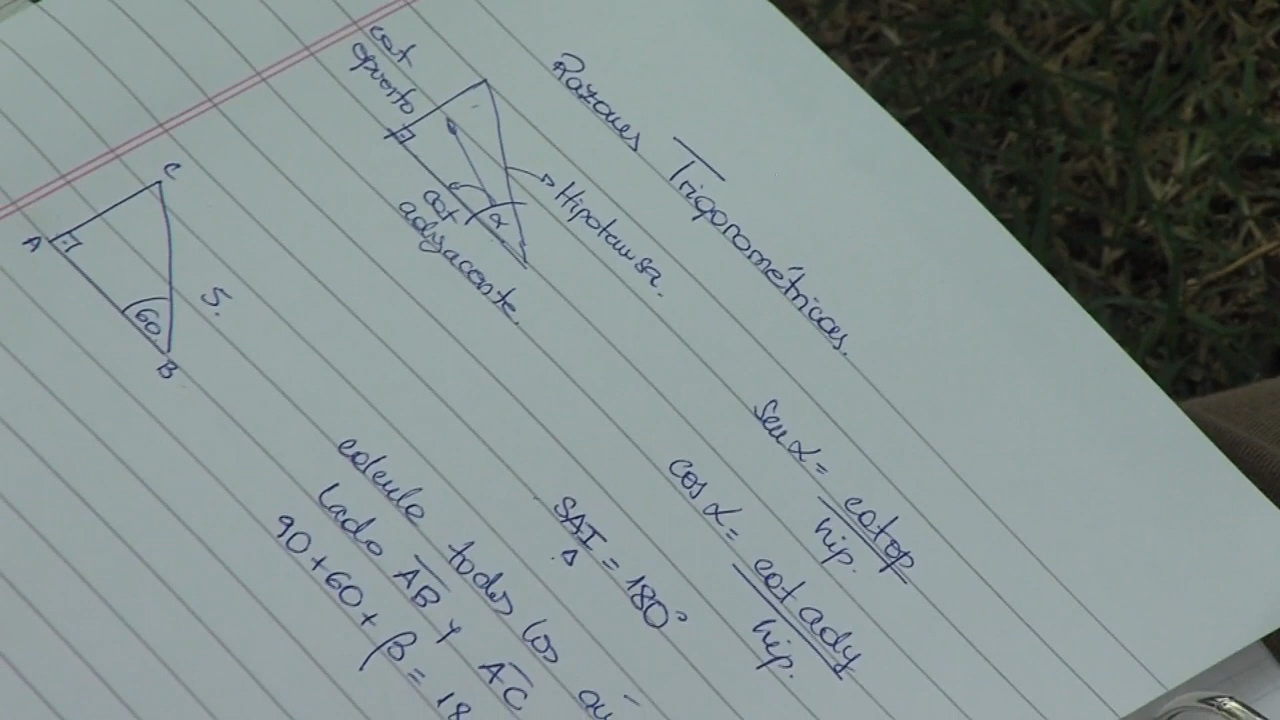 Razones Trigonométricas.
cat
opuesto
Hipotenusa.
α
cat
adyacente.
sen α = cat op
hip.
cos α = cat ady
hip.
SAI = 180°
Δ
C
A
5.
60
B
calcule todos los
lado AB y AC
90 + 60 + β = 18